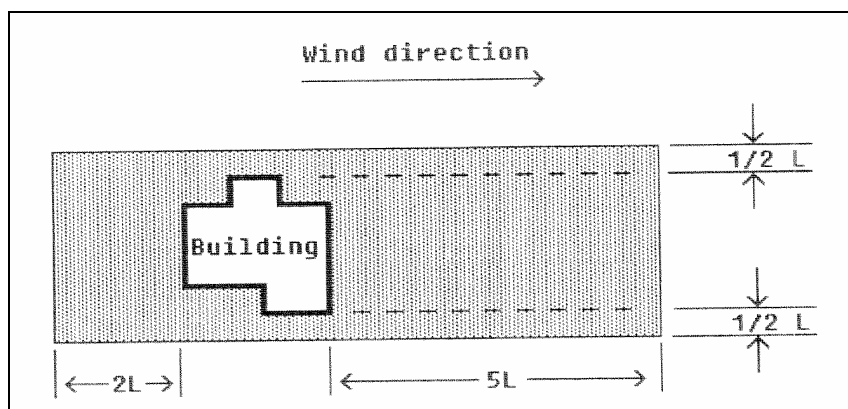 Wind direction
1/2 L
Building
1/2 L
2L
5L